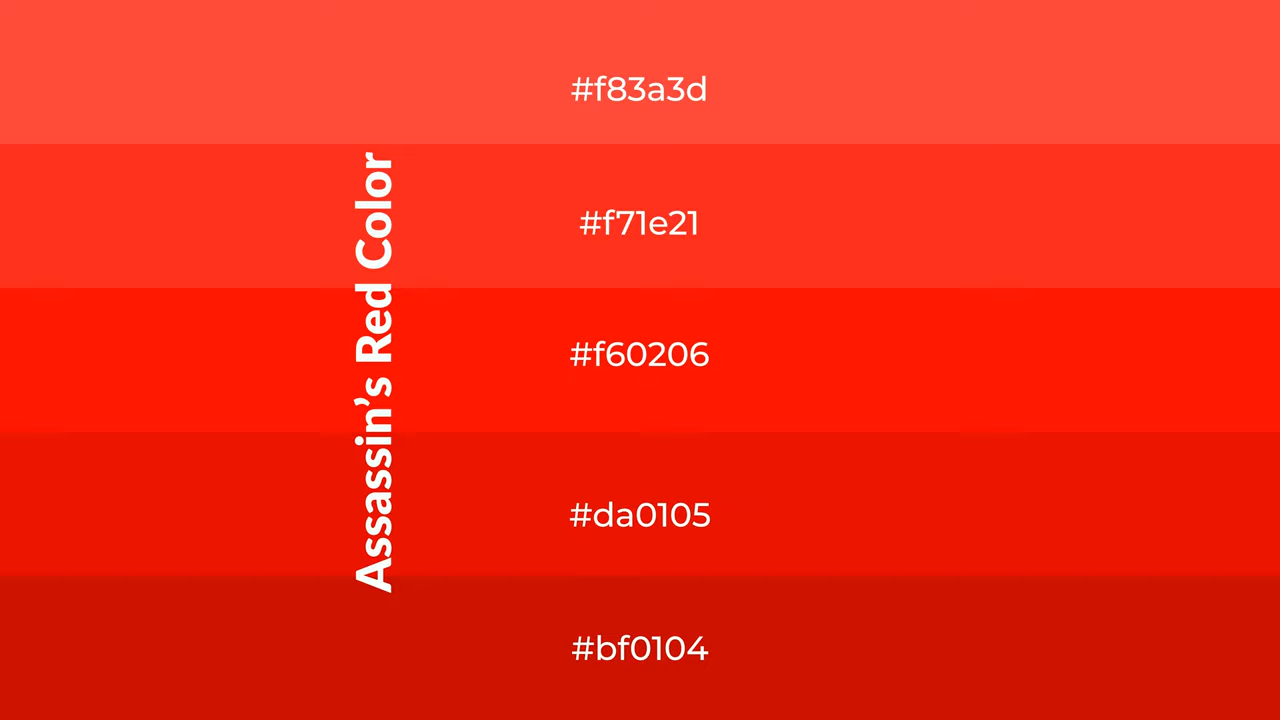 Assassin’s Red Color
#f83a3d
#f71e21
#f60206
#da0105
#bf0104